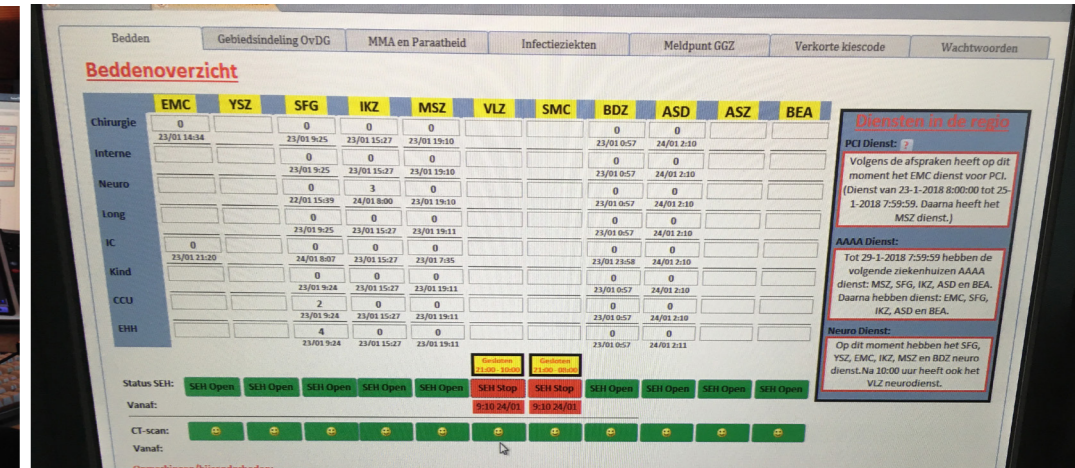 Bedden Gebiedsindeling OvDG MMA en Paraatheid Infectieziekten Meldpunt GGZ Verkorte kiescode Wachtwoorden
Beddenoverzicht
EMC YSZ SFG IKZ MSZ VLZ SMC BDZ ASD ASZ BEA
Chirurgie 0 0 0 0 0 0
23/01 14:34 23/01 9:25 23/01 15:27 23/01 19:10 23/01 0:57 24/01 2:10
Interne 0 0 0 0 0
23/01 9:25 23/01 15:27 23/01 19:10 23/01 0:57 24/01 2:10
Neuro 0 3 0 0 0
22/01 15:39 24/01 8:00 23/01 19:10 23/01 0:57 24/01 2:10
Long 0 0 0 0 0
23/01 9:25 23/01 15:27 23/01 19:11 23/01 0:57 24/01 2:10
IC 0 0 0 0 0 0
23/01 21:20 24/01 8:07 23/01 15:27 23/01 7:35 23/01 23:58 24/01 2:10
Kind 0 0 0 0 0
23/01 9:24 23/01 15:27 23/01 19:11 23/01 0:57 24/01 2:10
CCU 2 0 0 0 0
23/01 9:24 23/01 15:27 23/01 19:11 23/01 0:57 24/01 2:10
EHH 4 0 0 0 0
23/01 9:24 23/01 15:27 23/01 19:11 23/01 0:57 24/01 2:11
Gesloten Gesloten
21:00 - 10:00 21:00 - 08:00
Status SEH: SEH Open SEH Open SEH Open SEH Open SEH Open SEH Stop SEH Stop SEH Open SEH Open SEH Open SEH Open
Vanaf: 9:10 24/01 9:10 24/01
CT-scan:
Vanaf:
Diensten in de regio
PCI Dienst: ?
Volgens de afspraken heeft op dit
moment het EMC dienst voor PCI.
(Dienst van 23-1-2018 8:00:00 tot 25-
1-2018 7:59:59. Daarna heeft het
MSZ dienst.)
AAAA Dienst:
Tot 29-1-2018 7:59:59 hebben de
volgende ziekenhuizen AAAA
dienst: MSZ, SFG, IKZ, ASD en BEA.
Daarna hebben dienst: EMC, SFG,
IKZ, ASD en BEA.
Neuro Dienst:
Op dit moment hebben het SFG,
YSZ, EMC, IKZ, MSZ en BDZ neuro
dienst.Na 10:00 uur heeft ook het
VLZ neurodienst.